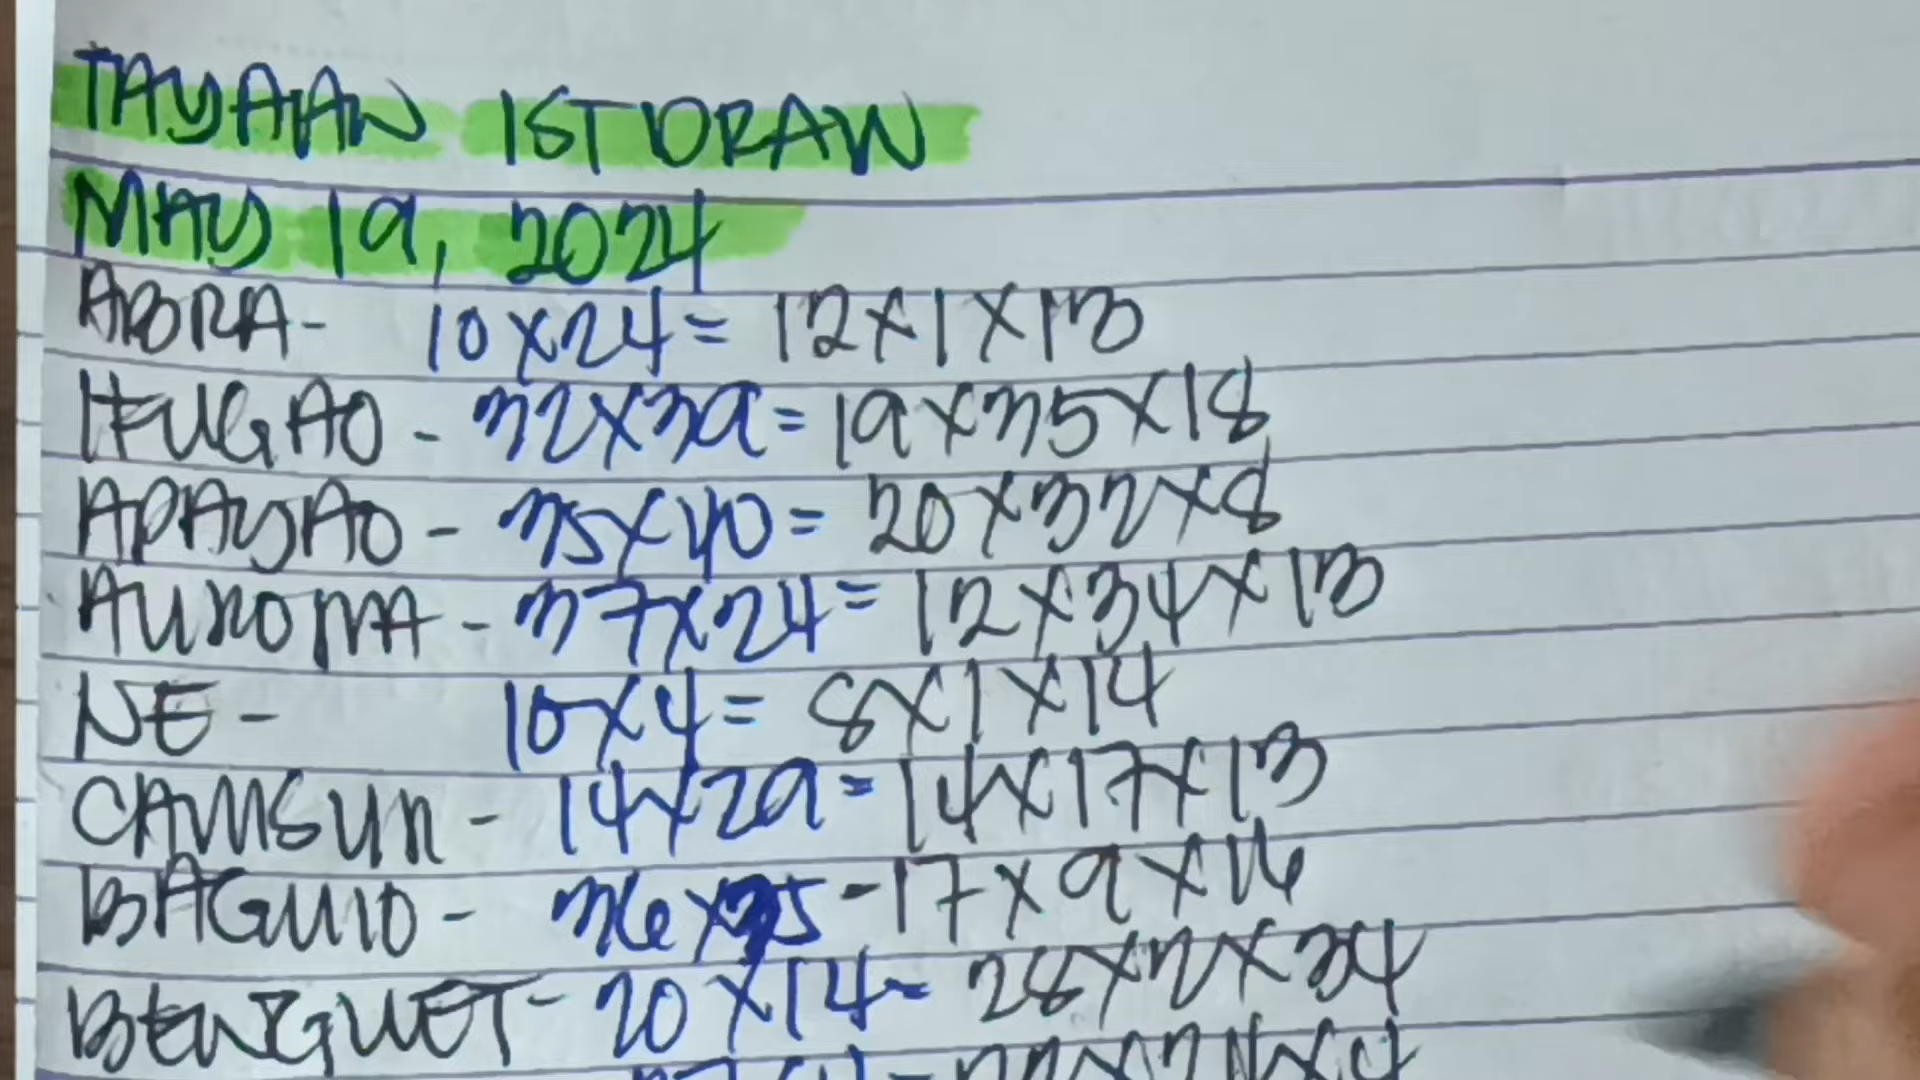 TAYAAN 1ST DRAW
MAY 19, 2024
ABRA- 10x24= 12x1x13
IFUGAO - 32x39= 19x35x18
APAYAO - 35x40= 20x32x8
AURORA - 37x24= 12x34x13
NE - 10x4= 8x1x14
CAMSUR - 14x29= 14x17x13
BAGUIO - 36x35 -17x9x16
BENGUET- 20x14- 28x2x34